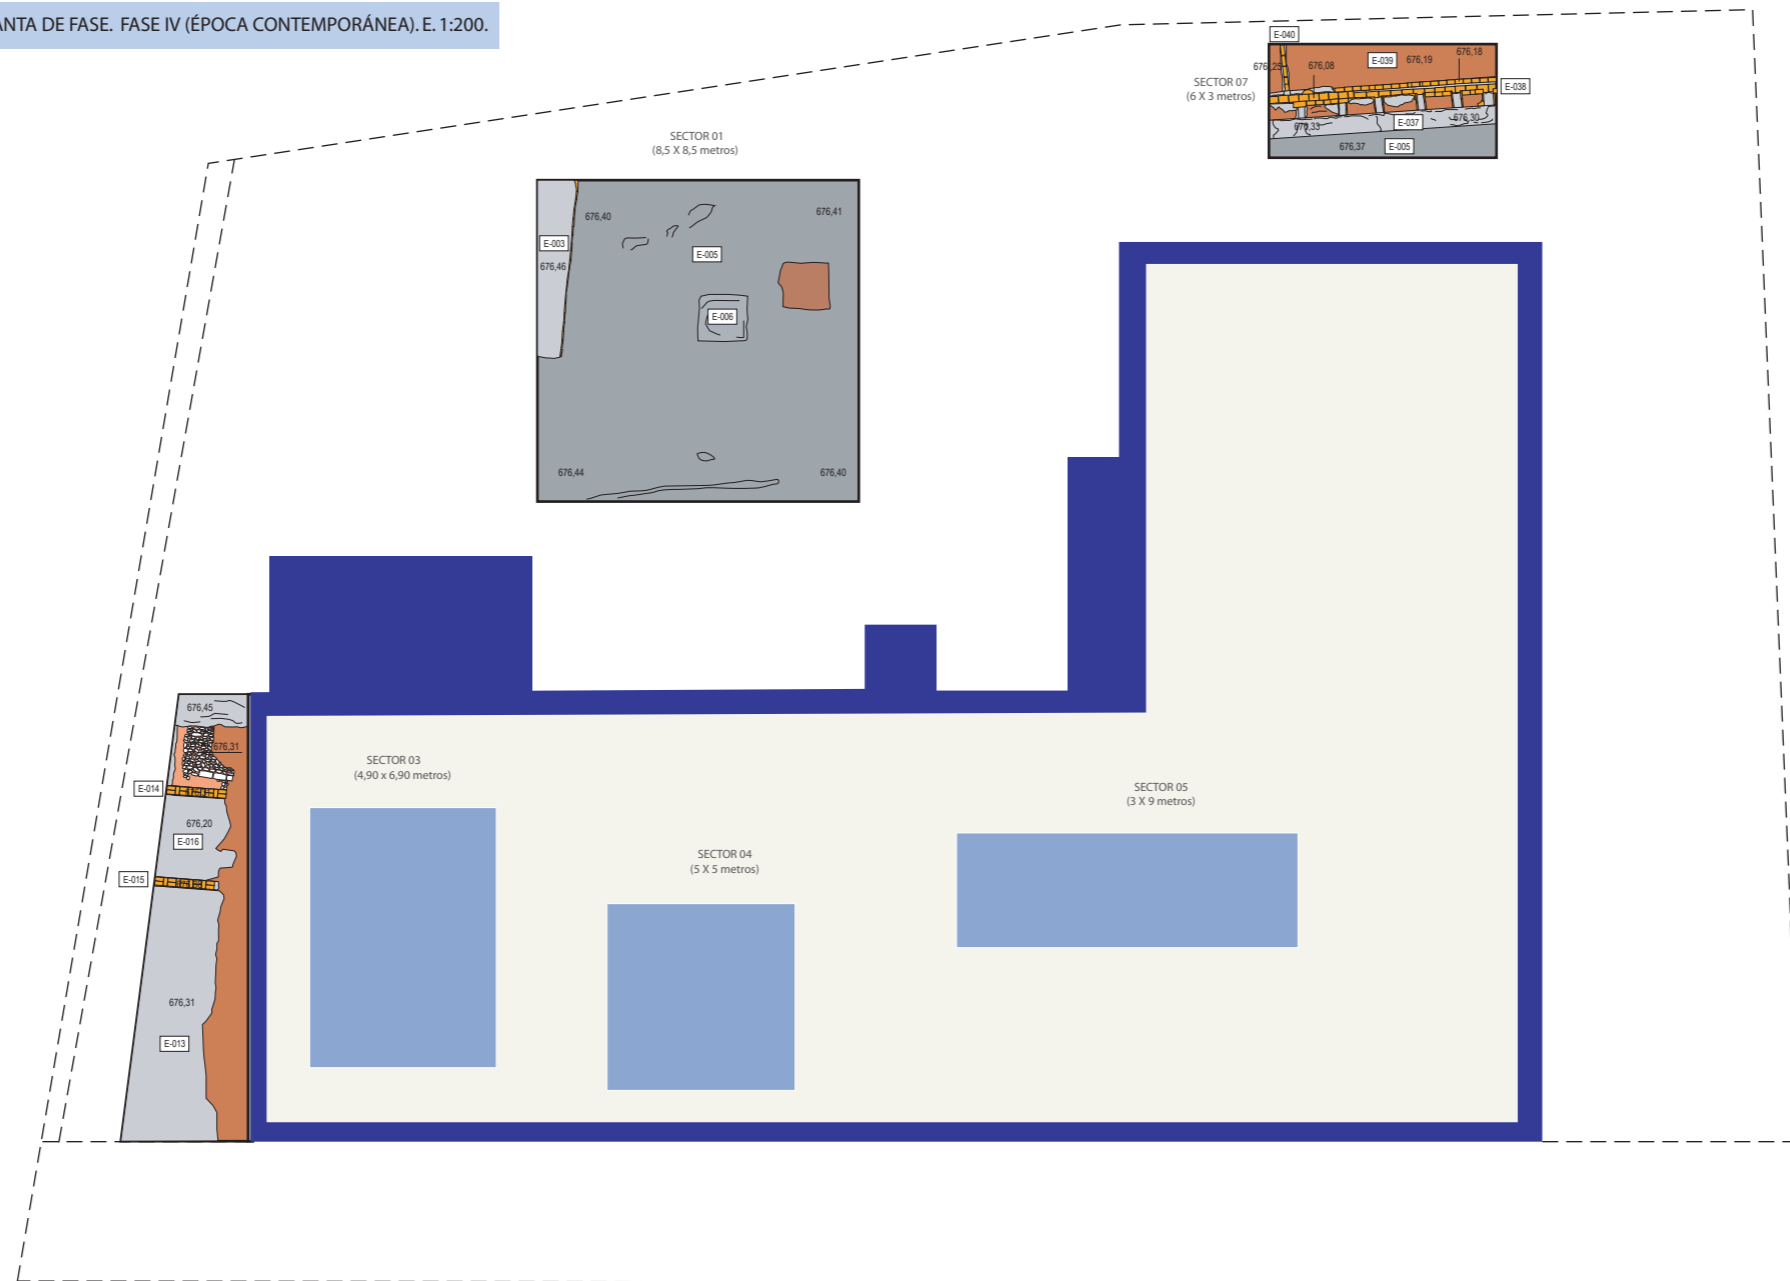 ANTA DE FASE. FASE IV (ÉPOCA CONTEMPORÁNEA). E. 1:200.
E-040
676,25
676,08
E-039
676,19
676,18
SECTOR 07
(6 X 3 metros)
E-038
676,33
E-037
676,30
676,37
E-005
SECTOR 01
(8,5 X 8,5 metros)
676,40
676,41
E-003
E-005
676,46
E-006
676,44
676,40
676,45
676,31
E-014
676,20
E-016
E-015
676,31
E-013
SECTOR 03
(4,90 x 6,90 metros)
SECTOR 04
(5 X 5 metros)
SECTOR 05
(3 X 9 metros)